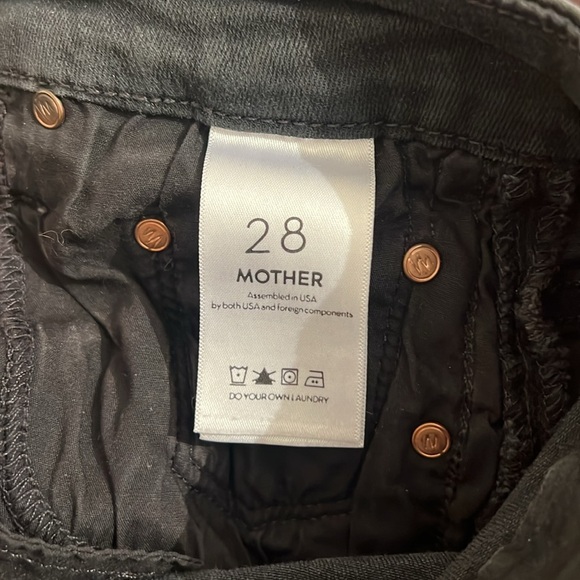 28
MOTHER
Assembled in USA
by both USA and foreign components
DO YOUR OWN LAUNDRY